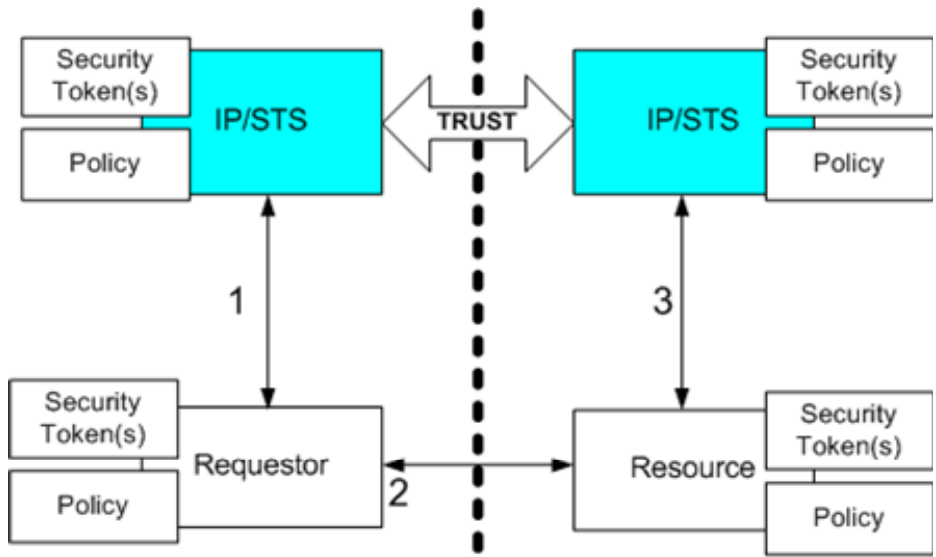 Security
Token(s)
Policy
IP/STS
TRUST
IP/STS
Security
Token(s)
Policy
1
3
Security
Token(s)
Policy
Requestor
2
Resource
Security
Token(s)
Policy